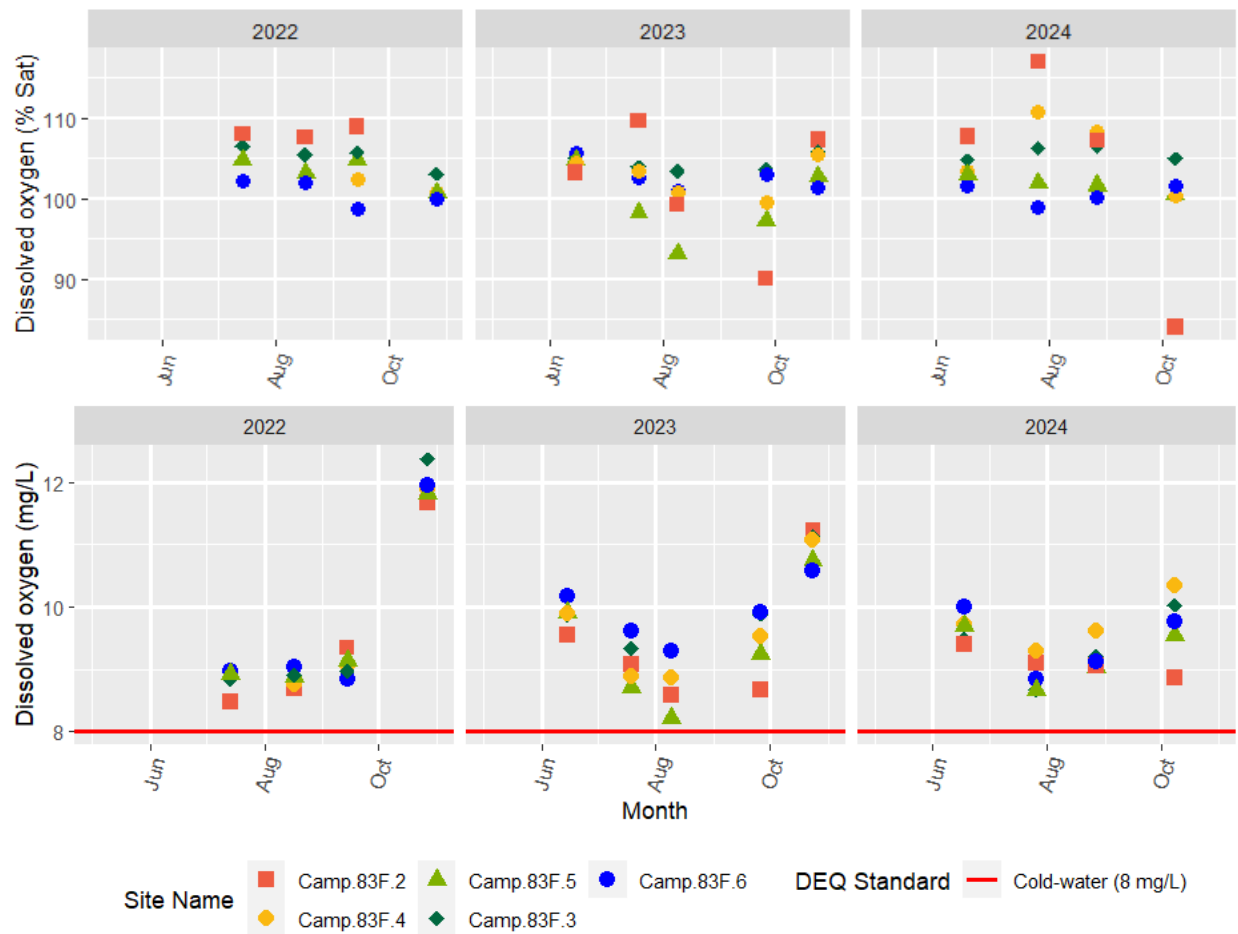 2022 2023 2024
Dissolved oxygen (% Sat)
110
100
90
Jun Aug Oct Jun Aug Oct Jun Aug Oct
2022 2023 2024
Dissolved oxygen (mg/L)
12
10
8
Jun Aug Oct Jun Aug Oct Jun Aug Oct
Month
Site Name
Camp.83F.2 Camp.83F.5 Camp.83F.6
Camp.83F.4 Camp.83F.3
DEQ Standard Cold-water (8 mg/L)